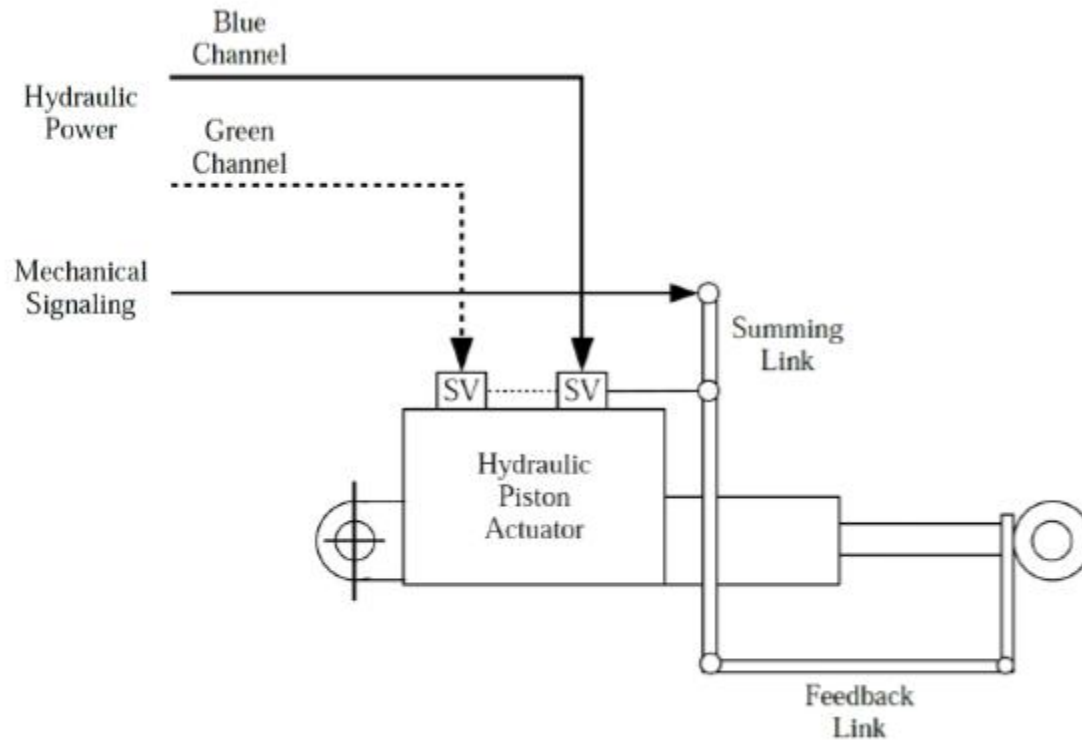 Blue
Channel
Hydraulic
Power
Green
Channel
Mechanical
Signaling
Summing
Link
SV
SV
Hydraulic
Piston
Actuator
Feedback
Link